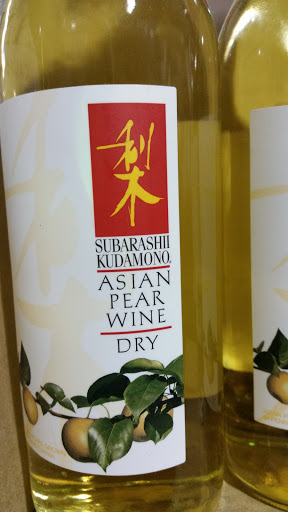 梨
SUBARASHII
KUDAMONO®
ASIAN
PEAR
WINE
DRY